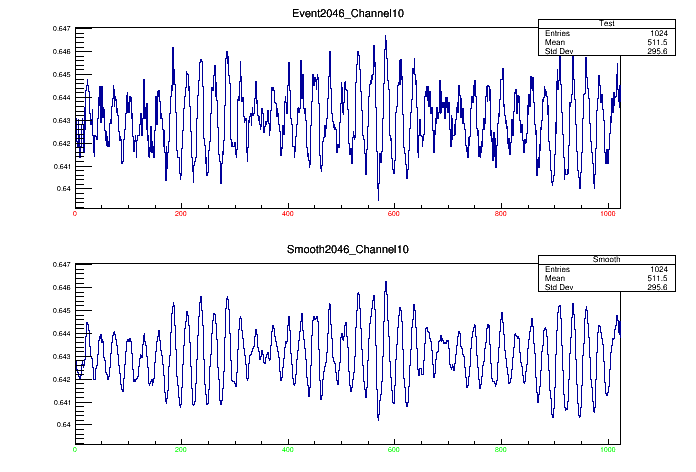 Event2046_Channel10
Test
Entries 1024
Mean 511.5
Std Dev 295.6
0.647
0.646
0.645
0.644
0.643
0.642
0.641
0.64
0 200 400 600 800 1000
Smooth2046_Channel10
Smooth
Entries 1024
Mean 511.5
Std Dev 295.6
0.647
0.646
0.645
0.644
0.643
0.642
0.641
0.64
0 200 400 600 800 1000